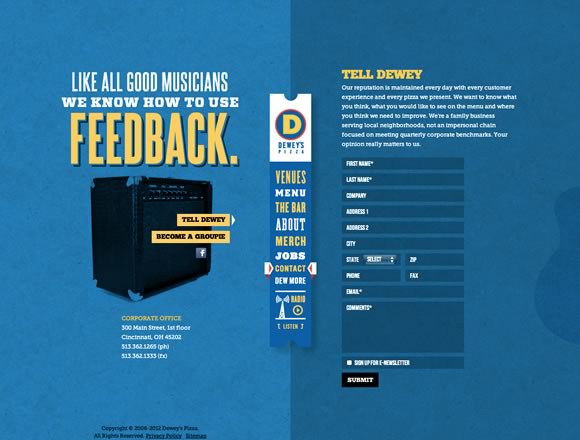 LIKE ALL GOOD MUSICIANS
WE KNOW HOW TO USE
FEEDBACK.
TELL DEWEY
BECOME A GROUPIE
f
CORPORATE OFFICE
300 Main Street, 1st floor
Cincinnati, OH 45202
513.362.1265 (ph)
513.362.1333 (fx)
Copyright © 2006-2012 Dewey's Pizza.
All Rights Reserved. Privacy Policy Sitemap
D
DEWEY'S
PIZZA
VENUES
MENU
THE BAR
ABOUT
MERCH
JOBS
CONTACT
DEW MORE
RADIO
LISTEN
TELL DEWEY
Our reputation is maintained every day with every customer
experience and every pizza we present. We want to know what
you think, what you would like to see on the menu and where
you think we need to improve. We're a family business
serving local neighborhoods, not an impersonal chain
focused on meeting quarterly corporate benchmarks. Your
opinion really matters to us.
FIRST NAME*
LAST NAME*
COMPANY
ADDRESS 1
ADDRESS 2
CITY
STATE SELECT ZIP
PHONE FAX
EMAIL*
COMMENTS*
SIGN UP FOR E-NEWSLETTER
SUBMIT